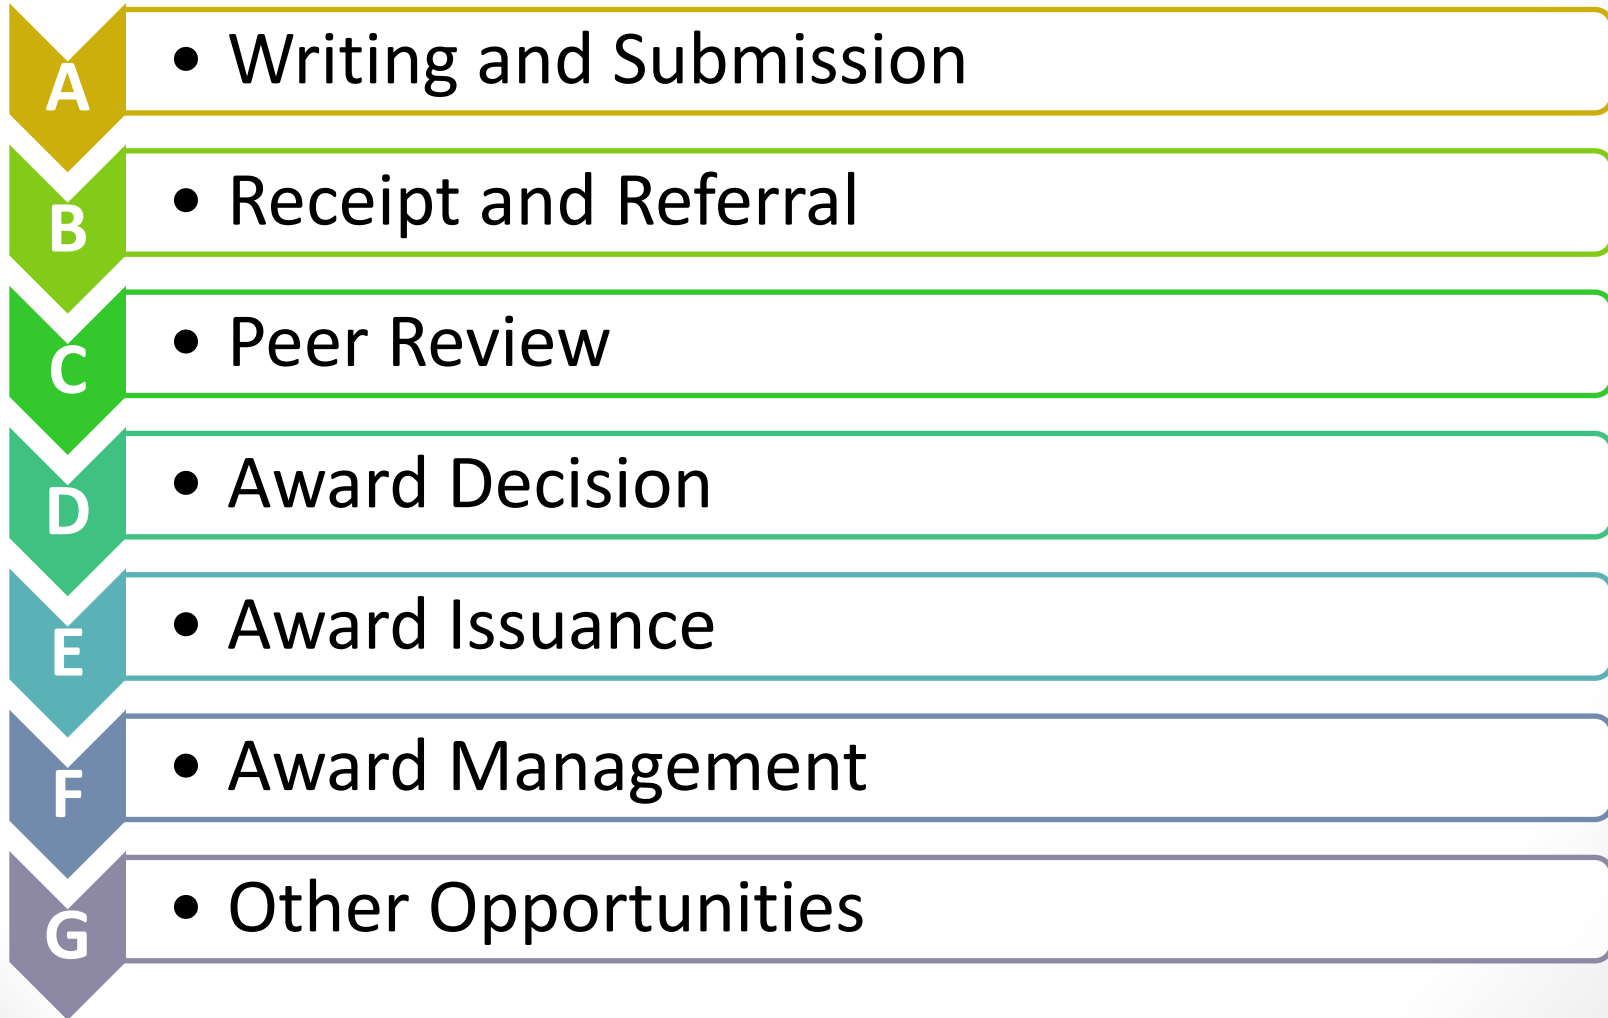 A • Writing and Submission
B • Receipt and Referral
C • Peer Review
D • Award Decision
E • Award Issuance
F • Award Management
G • Other Opportunities